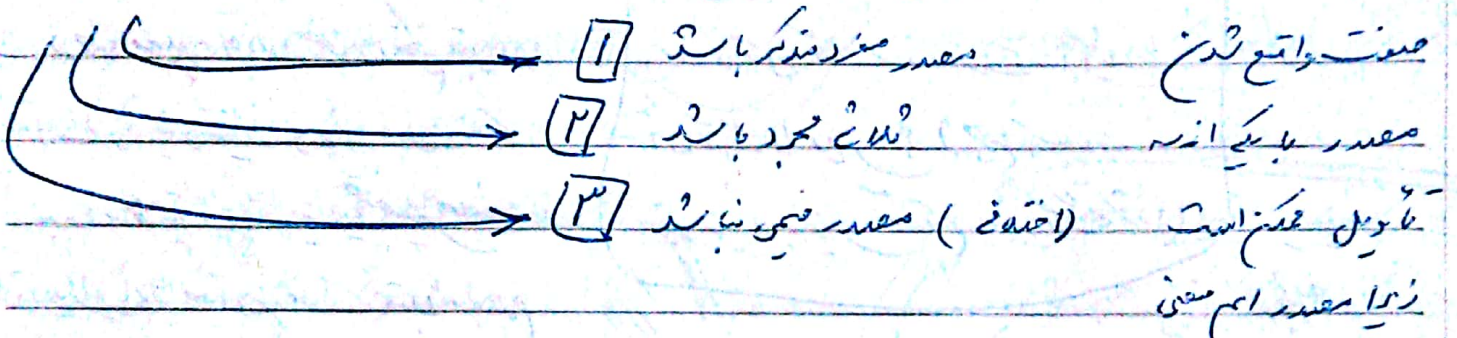 صفت واقع شدن مصدر مفرد مذکر باشد ۱
مصدر با یکی از سه ثلاثی مجرد باشد ۲
تأویل ممکن است (اختلافی) مصدر میمی نباشد ۳
زیرا مصدر اسم معنی